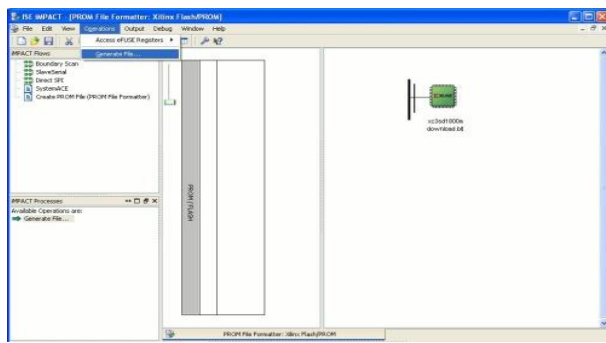 ISE iMPACT - [PROM File Formatter: Xilinx Flash/PROM]
File Edit View Operations Output Debug Window Help
Access eFUSE Registers
Generate File...
iMPACT Flows
Boundary Scan
SlaveSerial
Direct SPI
SystemACE
Create PROM File (PROM File Formatter)
iMPACT Processes
Available Operations are:
Generate File...
PROM/FLASH
XILINX
xc3sd1800a
download.bit
PROM File Formatter: Xilinx Flash/PROM